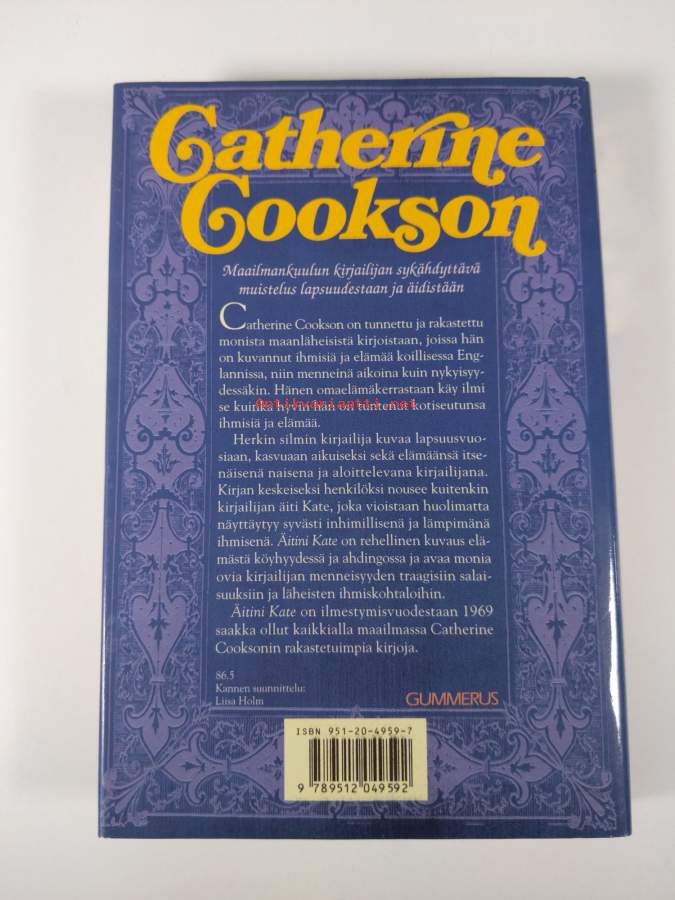 Catherine
Cookson
Maailmankuulun kirjailijan sykähdyttävä
muistelus lapsuudestaan ja äidistään
Catherine Cookson on tunnettu ja rakastettu
monista maanläheisistä kirjoistaan, joissa hän
on kuvannut ihmisiä ja elämää koillisessa Eng-
lannissa, niin menneinä aikoina kuin nykyisyy-
dessäkin. Hänen omaelämäkerrastaan käy ilmi
Antikvariaatti.net
se kuinka hyvin hän on tuntenut kotiseutunsa
ihmisiä ja elämää.
Herkin silmin kirjailija kuvaa lapsuusvuo-
siaan, kasvuaan aikuiseksi sekä elämäänsä itse-
näisenä naisena ja aloittelevana kirjailijana.
Kirjan keskeiseksi henkilöksi nousee kuitenkin
kirjailijan äiti Kate, joka vioistaan huolimatta
näyttäytyy syvästi inhimillisenä ja lämpimänä
ihmisenä. Äitini Kate on rehellinen kuvaus elä-
mästä köyhyydessä ja ahdingossa ja avaa monia
ovia kirjailijan menneisyyden traagisiin salai-
suuksiin ja läheisten ihmiskohtaloihin.
Äitini Kate on ilmestymisvuodestaan 1969
saakka ollut kaikkialla maailmassa Catherine
Cooksonin rakastetuimpia kirjoja.
86.5
Kannen suunnittelu:
Liisa Holm
GUMMERUS
ISBN 951-20-4959-7
9 789512 049592